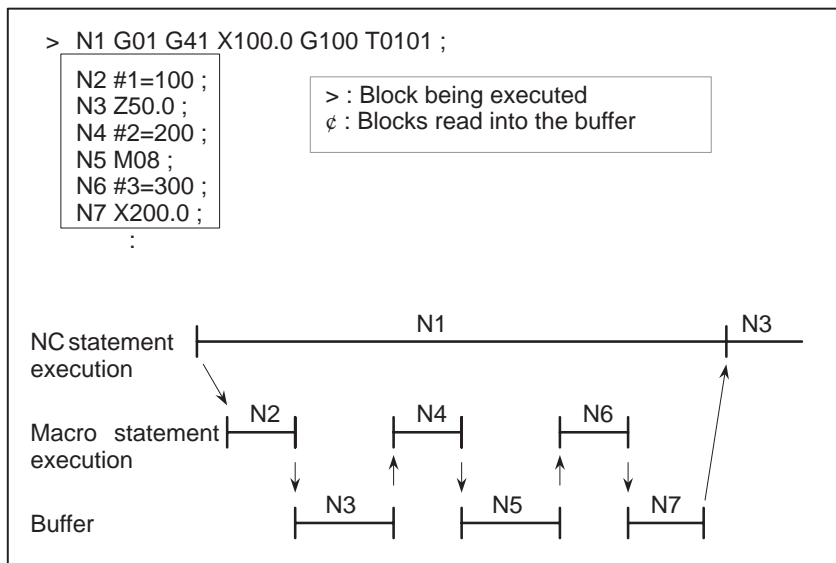 > N1 G01 G41 X100.0 G100 T0101 ;
N2 #1=100 ;
N3 Z50.0 ;
N4 #2=200 ;
N5 M08 ;
N6 #3=300 ;
N7 X200.0 ;
:
> : Block being executed
¢ : Blocks read into the buffer
N1
N3
NC statement
execution
N2
N4
N6
Macro statement
execution
N3
N5
N7
Buffer